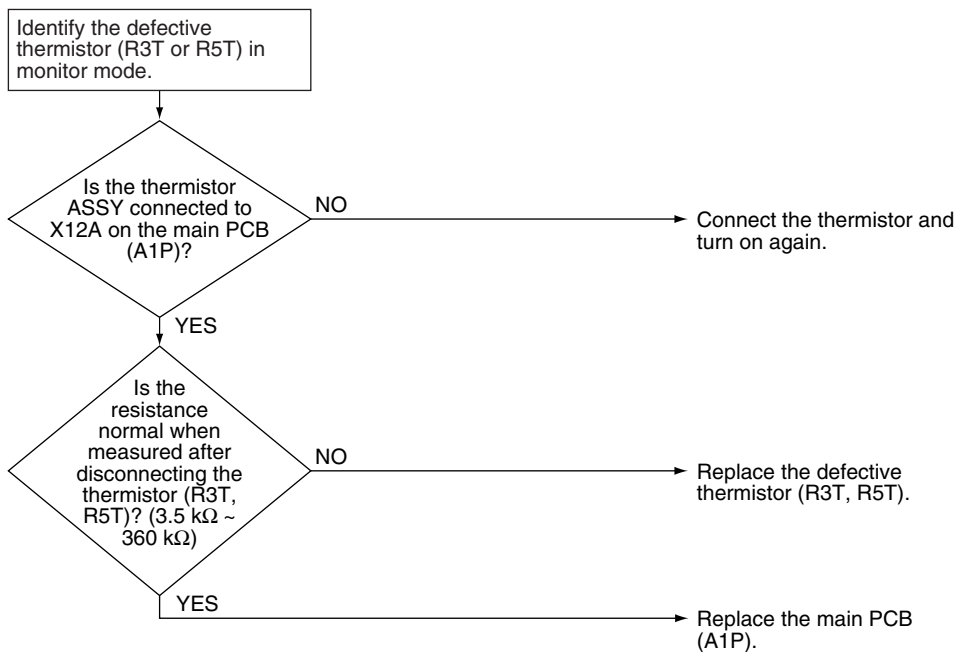 Identify the defective
thermistor (R3T or R5T) in
monitor mode.
Is the thermistor
ASSY connected to
X12A on the main PCB
(A1P)?
NO
Connect the thermistor and
turn on again.
YES
Is the
resistance
normal when
measured after
disconnecting the
thermistor (R3T,
R5T)? (3.5 kΩ ~
360 kΩ)
NO
Replace the defective
thermistor (R3T, R5T).
YES
Replace the main PCB
(A1P).